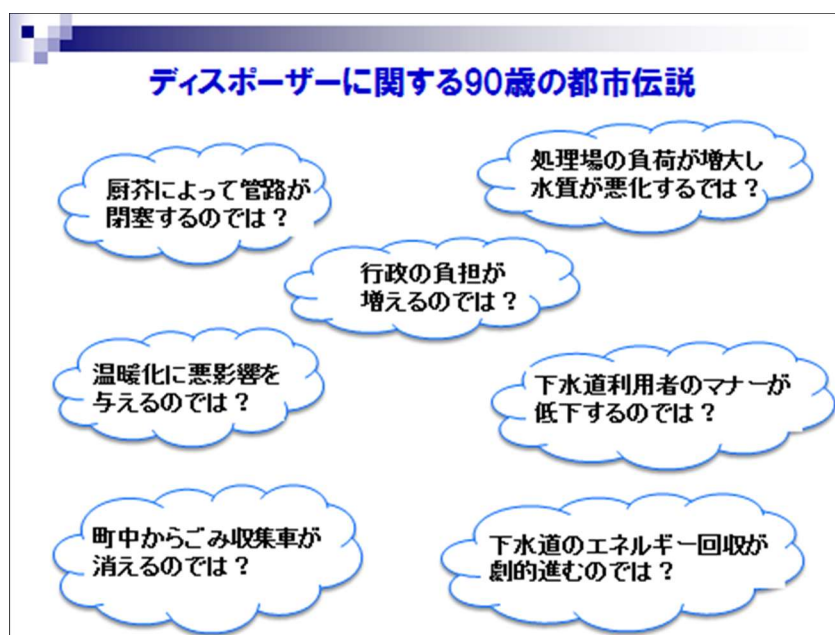 ディスポーザーに関する90歳の都市伝説
厨芥によって管路が
閉塞するのでは？
処理場の負荷が増大し
水質が悪化するでは？
行政の負担が
増えるのでは？
温暖化に悪影響を
与えるのでは？
下水道利用者のマナーが
低下するのでは？
町中からごみ収集車が
消えるのでは？
下水道のエネルギー回収が
劇的進むのでは？